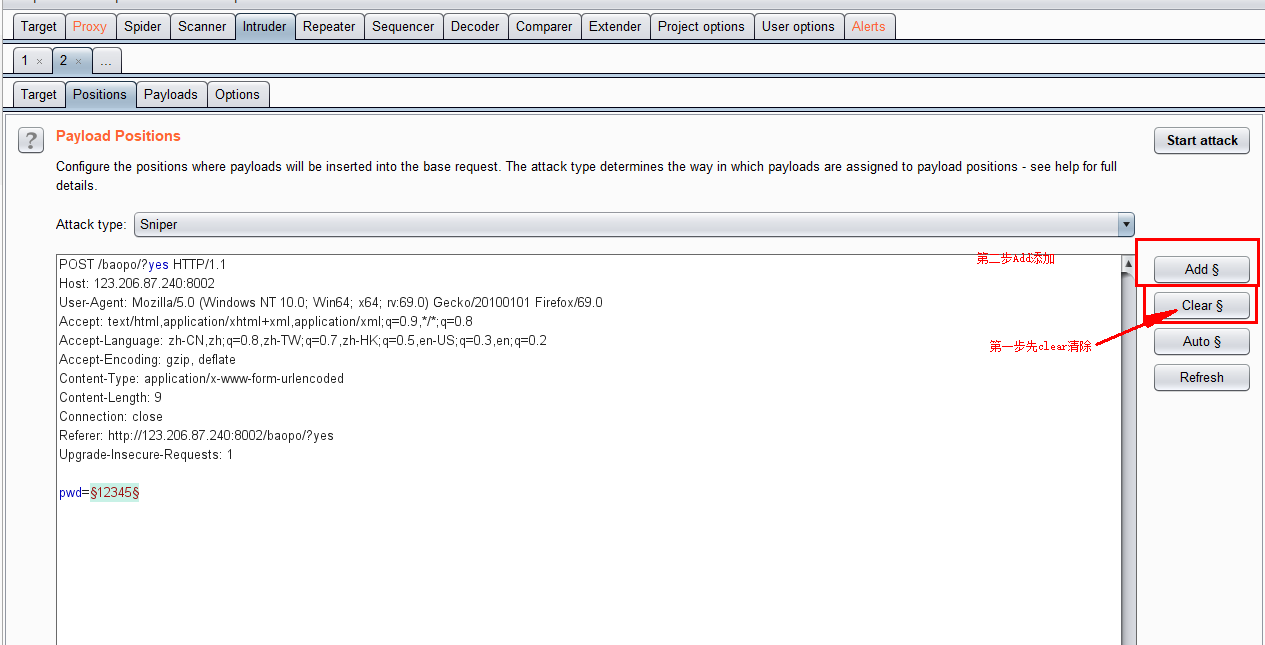 Target Proxy Spider Scanner Intruder Repeater Sequencer Decoder Comparer Extender Project options User options Alerts
1 × 2 × ...
Target Positions Payloads Options
? Payload Positions
Start attack
Configure the positions where payloads will be inserted into the base request. The attack type determines the way in which payloads are assigned to payload positions - see help for full
details.
Attack type: Sniper
第二步Add添加
Add §
第一步先clear清除
Clear §
Auto §
Refresh
POST /baopo/?yes HTTP/1.1
Host: 123.206.87.240:8002
User-Agent: Mozilla/5.0 (Windows NT 10.0; Win64; x64; rv:69.0) Gecko/20100101 Firefox/69.0
Accept: text/html,application/xhtml+xml,application/xml;q=0.9,*/*;q=0.8
Accept-Language: zh-CN,zh;q=0.8,zh-TW;q=0.7,zh-HK;q=0.5,en-US;q=0.3,en;q=0.2
Accept-Encoding: gzip, deflate
Content-Type: application/x-www-form-urlencoded
Content-Length: 9
Connection: close
Referer: http://123.206.87.240:8002/baopo/?yes
Upgrade-Insecure-Requests: 1
pwd=§12345§